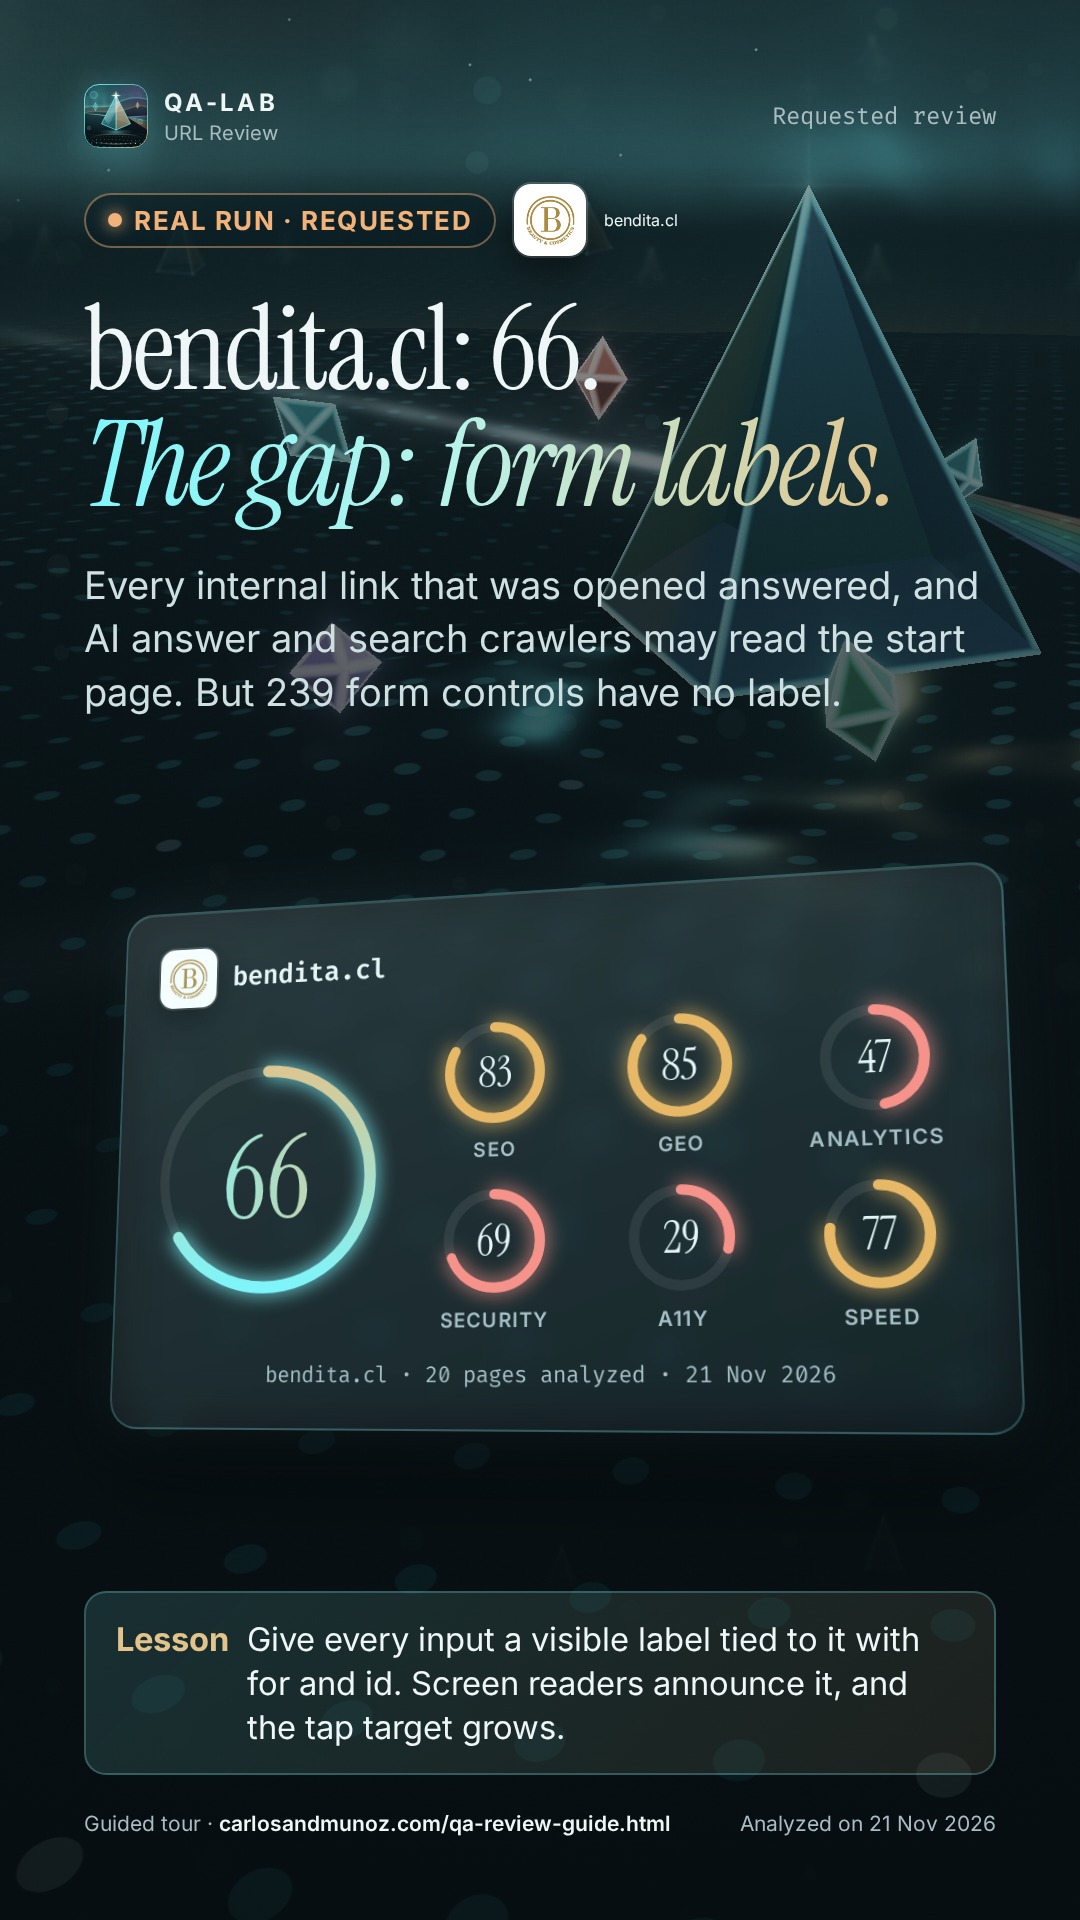 QA-LAB
URL Review
Requested review
REAL RUN · REQUESTED
B
BEAUTY & COSMETICS
bendita.cl
bendita.cl: 66.
The gap: form labels.
Every internal link that was opened answered, and
AI answer and search crawlers may read the start
page. But 239 form controls have no label.
B
bendita.cl
66
83
SEO
85
GEO
47
ANALYTICS
69
SECURITY
29
A11Y
77
SPEED
bendita.cl · 20 pages analyzed · 21 Nov 2026
Lesson Give every input a visible label tied to it with
for and id. Screen readers announce it, and
the tap target grows.
Guided tour · carlosandmunoz.com/qa-review-guide.html
Analyzed on 21 Nov 2026